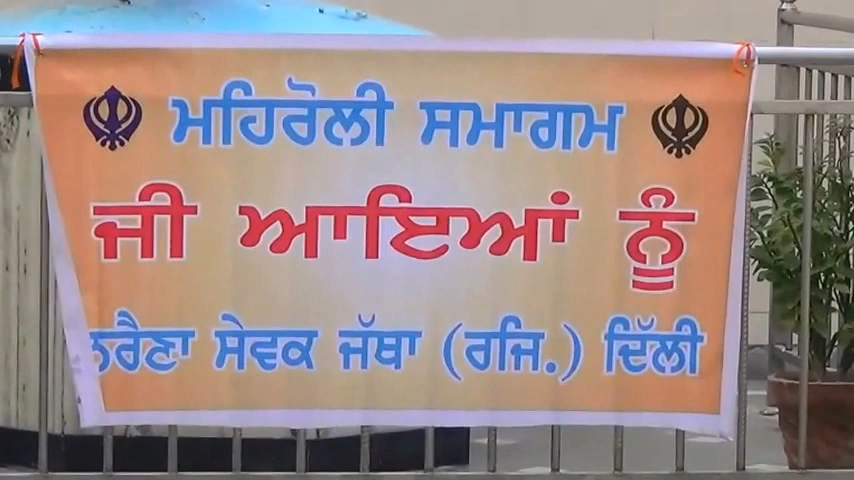 ਮਹਿਰੌਲੀ ਸਮਾਗਮ
ਜੀ ਆਇਆਂ ਨੂੰ
ਸੇਵਕ ਜੱਥਾ (ਰਜਿ.) ਦਿੱਲੀ